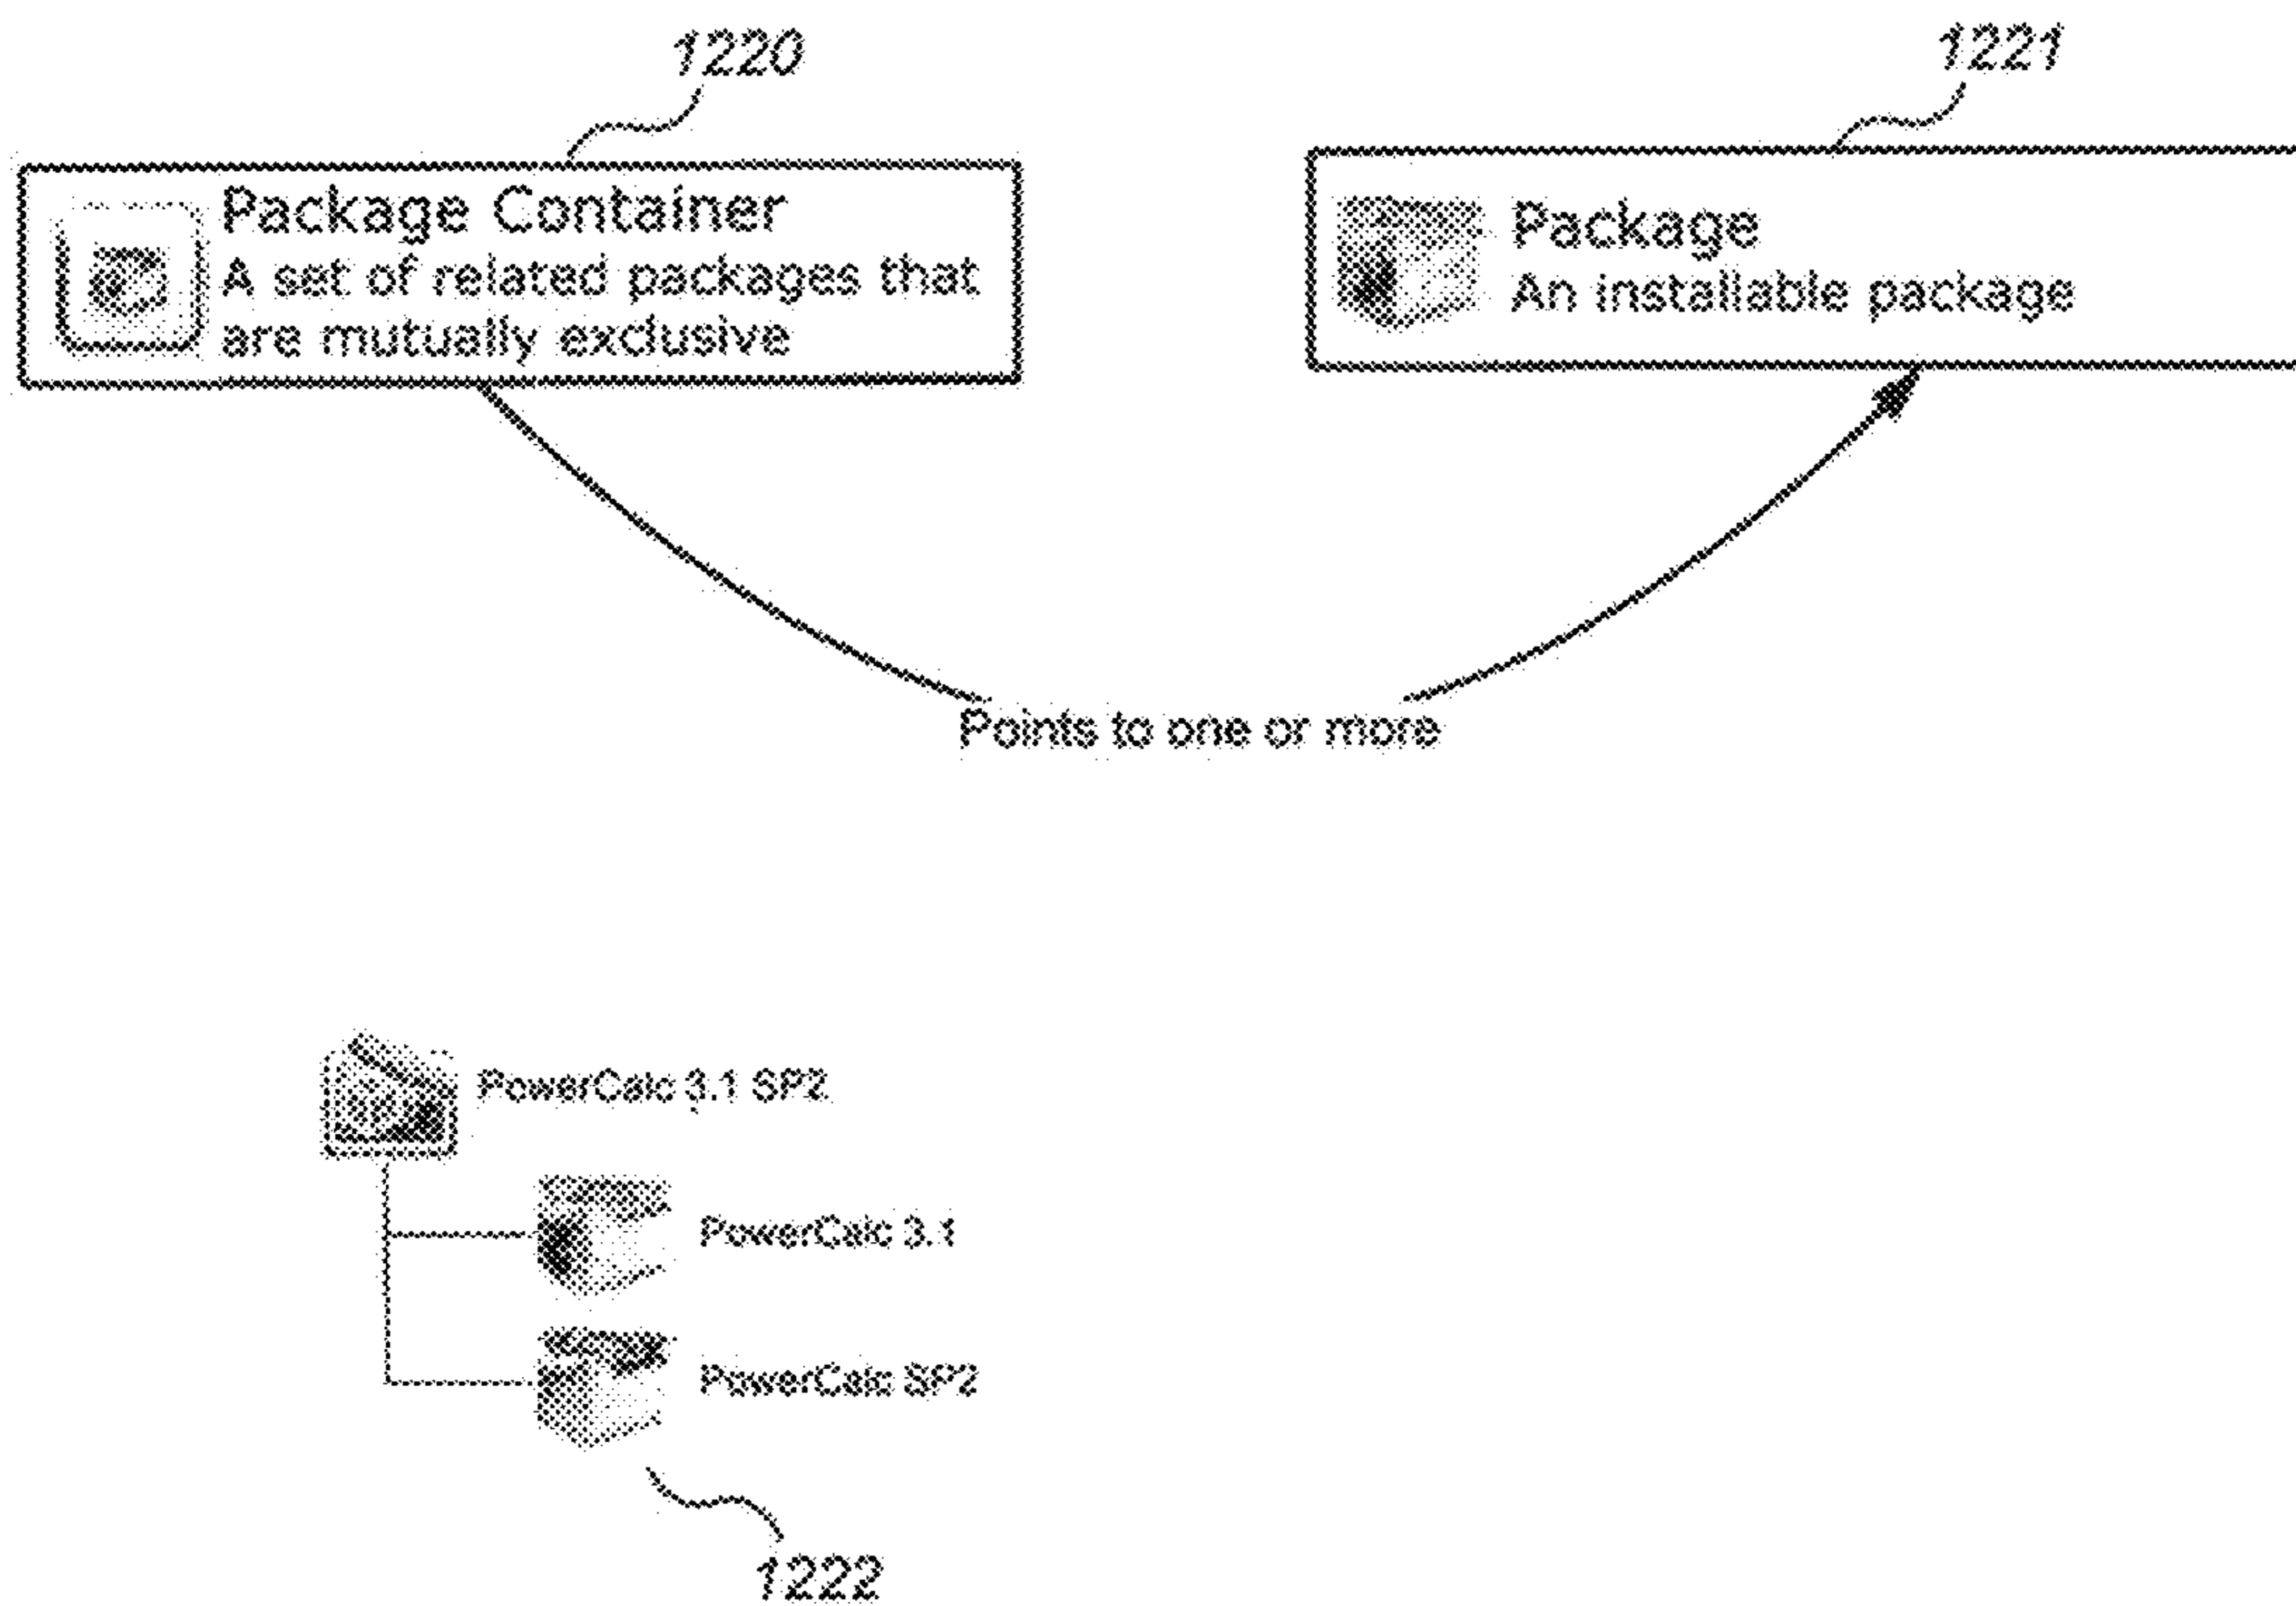 1220
1221
Package Container
A set of related packages that
are mutually exclusive
Package
An installable package
Points to one or more
PowerCalc 3.1 SP2
PowerCalc 3.1
PowerCalc SP2
1222